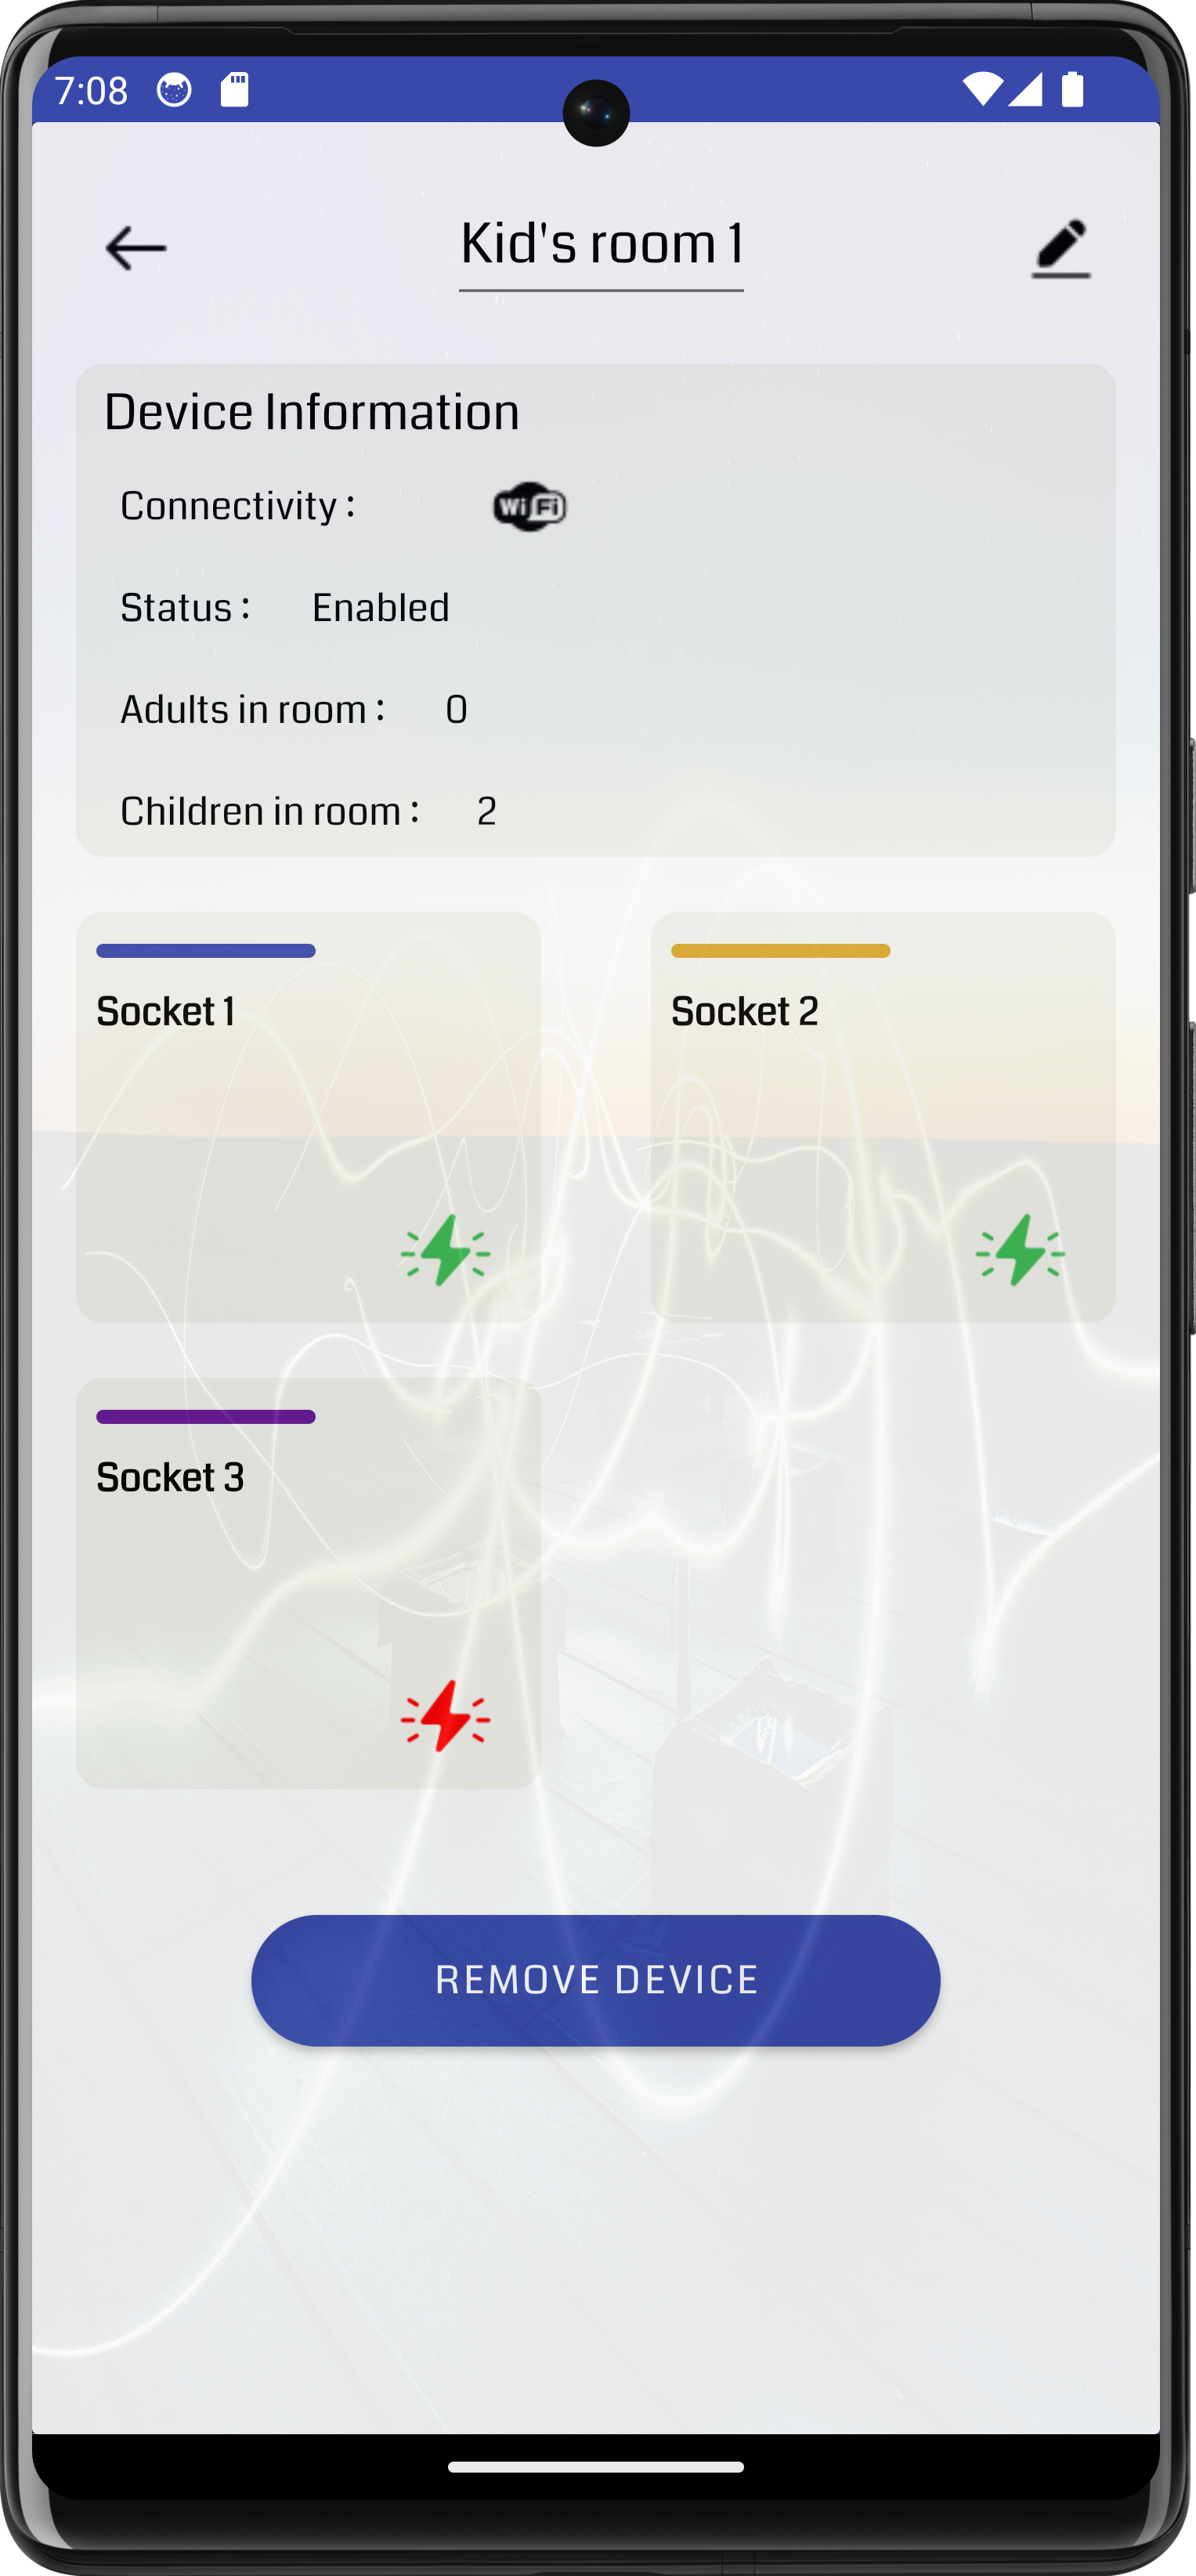 7:08
Kid's room 1
Device Information
Connectivity :
WiFi
Status : Enabled
Adults in room : 0
Children in room : 2
Socket 1
Socket 2
Socket 3
REMOVE DEVICE